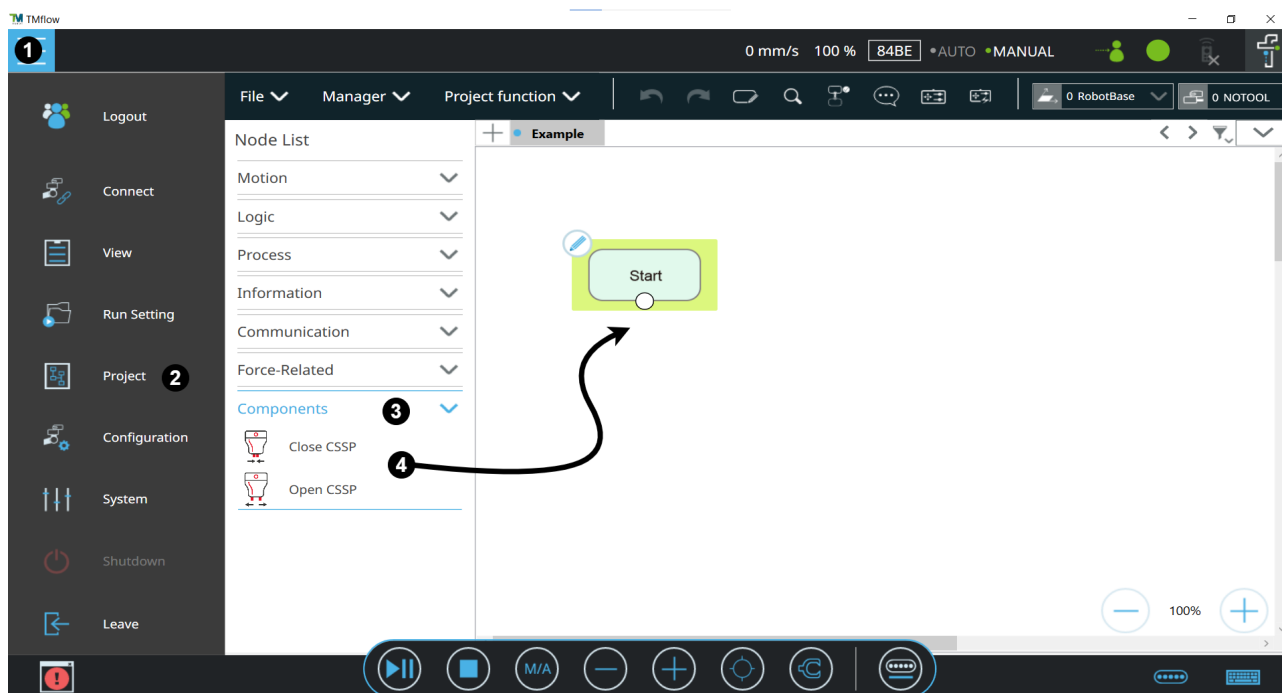 TM TMflow
1
0 mm/s 100 % 84BE AUTO MANUAL
File Manager Project function
0 RobotBase
0 NOTOOL
Logout
Connect
View
Run Setting
Project 2
Configuration
System
Shutdown
Leave
Node List
Motion
Logic
Process
Information
Communication
Force-Related
Components 3
Close CSSP
4
Open CSSP
Example
Start
100%
M/A